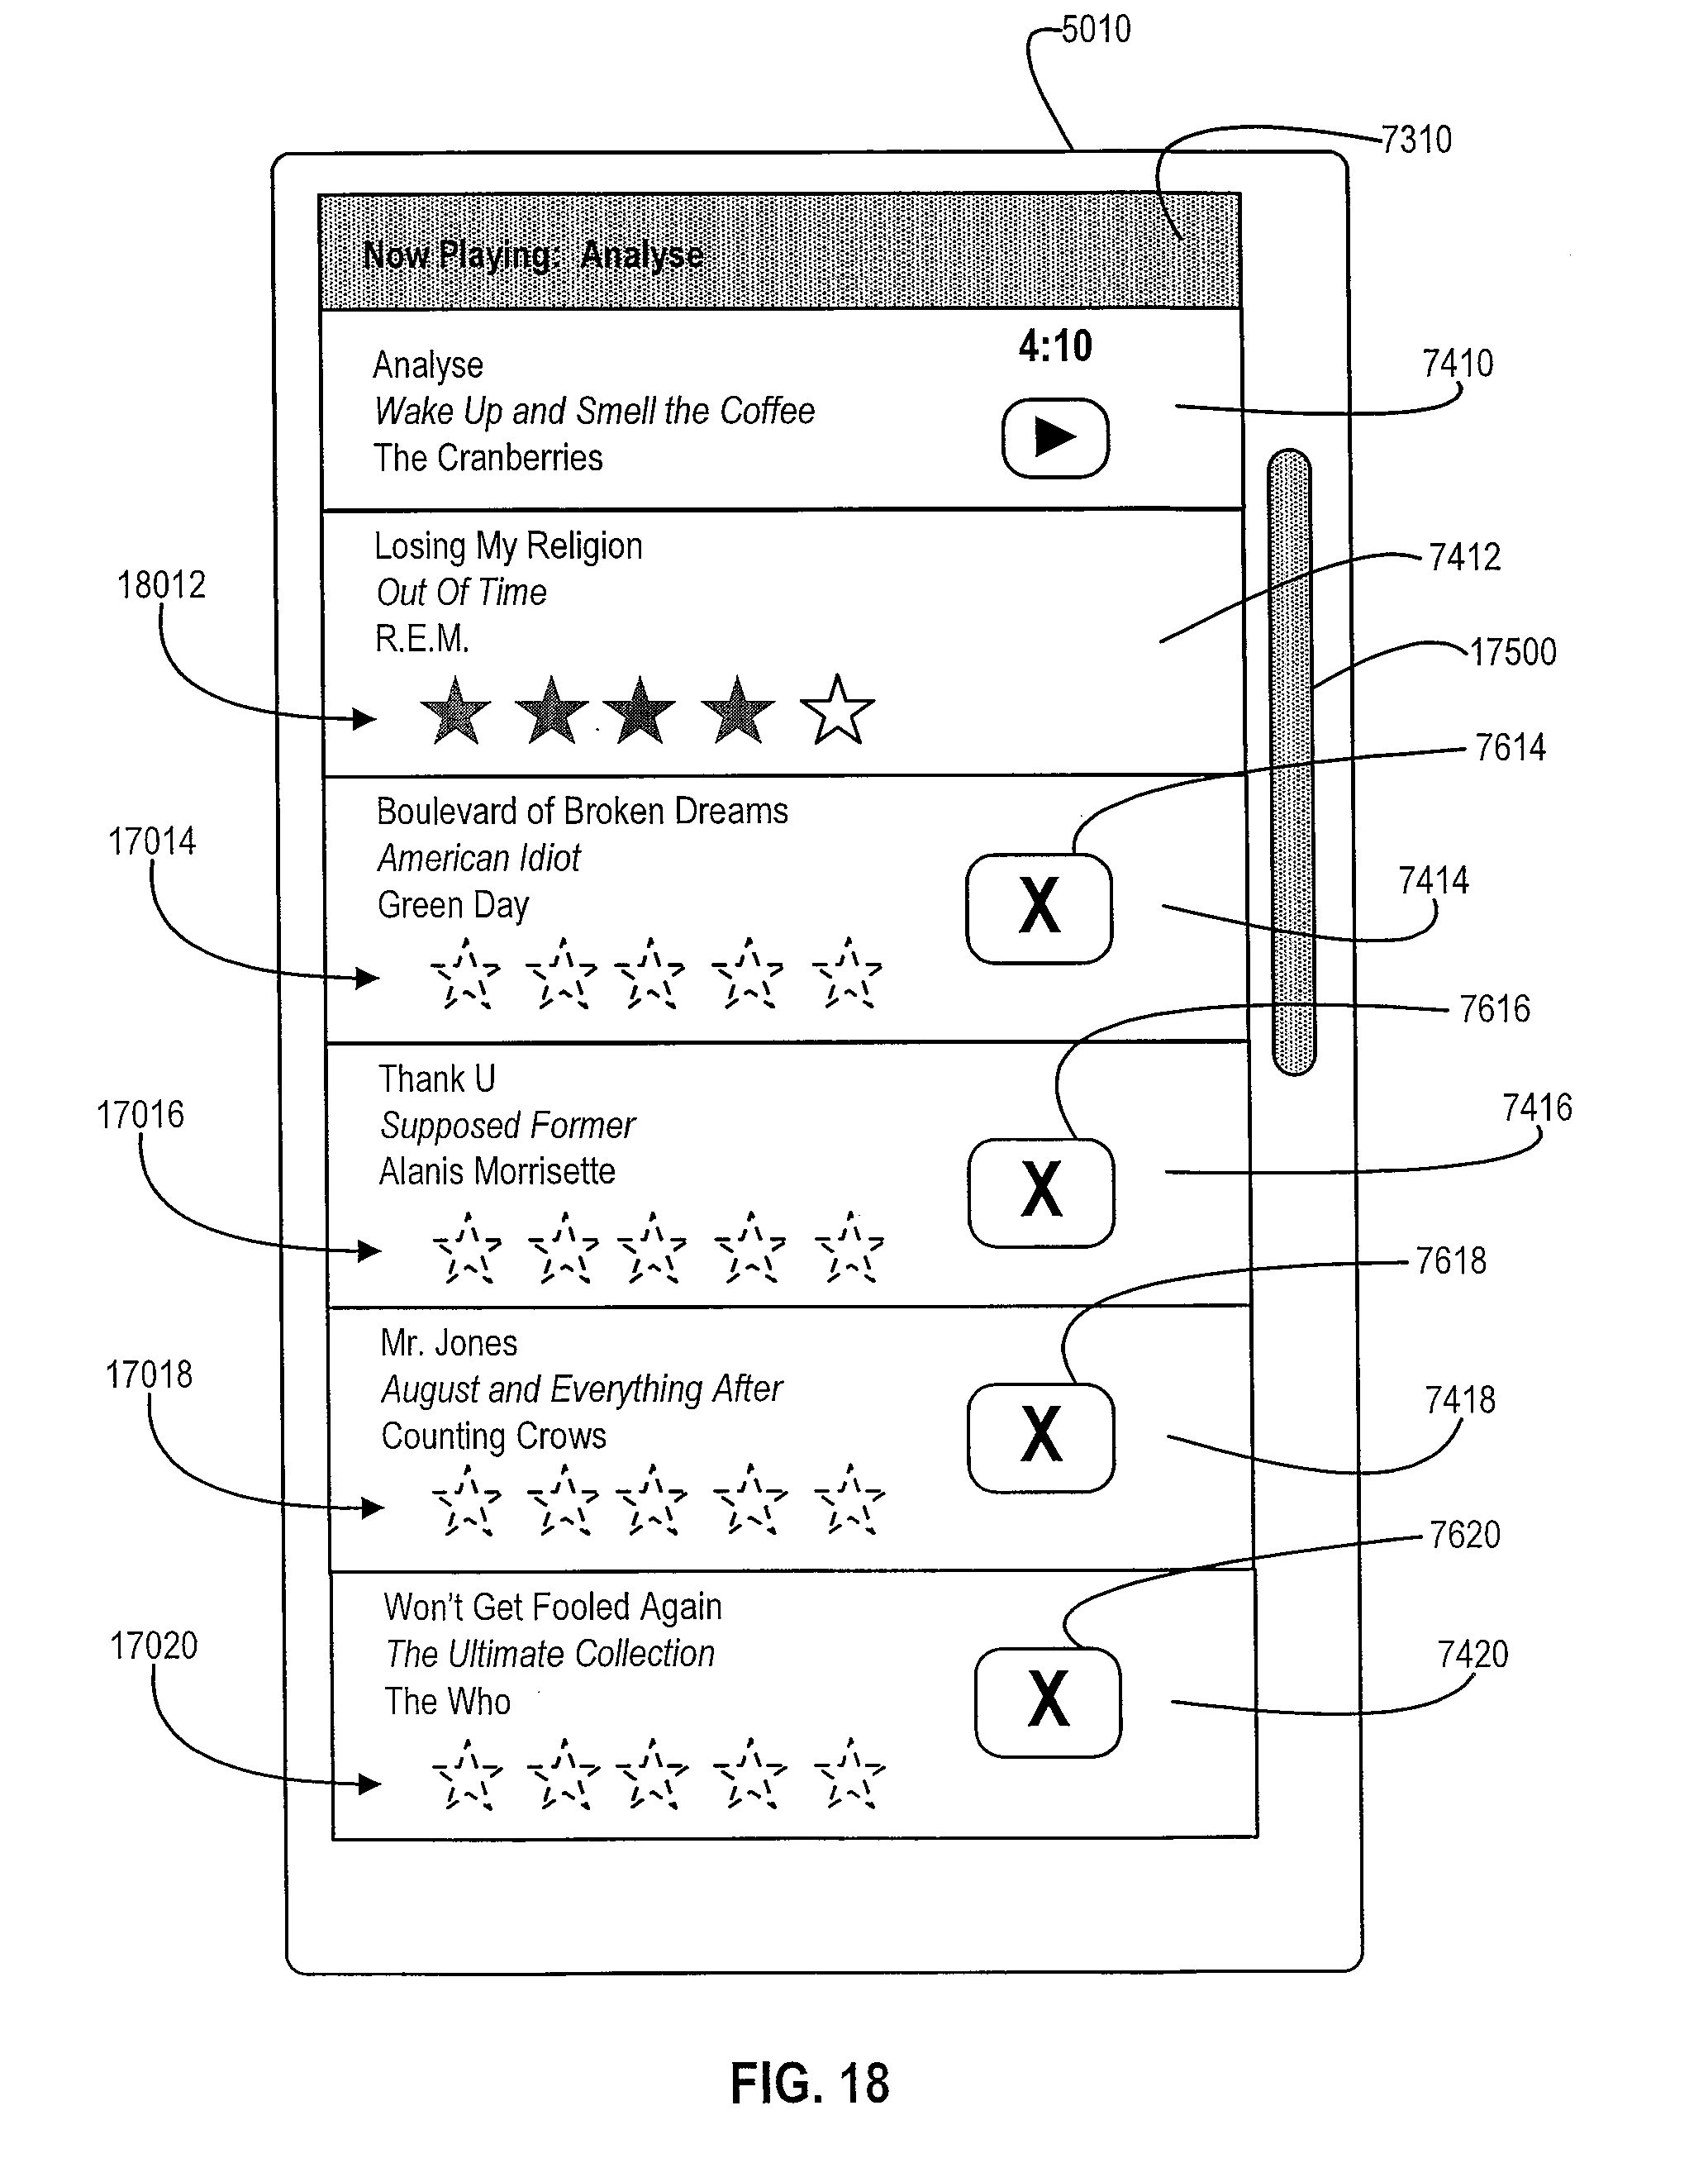 5010
7310
Now Playing: Analyse
4:10
7410
Analyse
Wake Up and Smell the Coffee
The Cranberries
Losing My Religion
7412
18012
Out Of Time
R.E.M.
17500
7614
Boulevard of Broken Dreams
17014
American Idiot
X
7414
Green Day
7616
Thank U
17016
7416
Supposed Former
Alanis Morrisette
X
7618
Mr. Jones
17018
August and Everything After
7418
Counting Crows
X
7620
Won't Get Fooled Again
17020
The Ultimate Collection
7420
The Who
X
FIG. 18